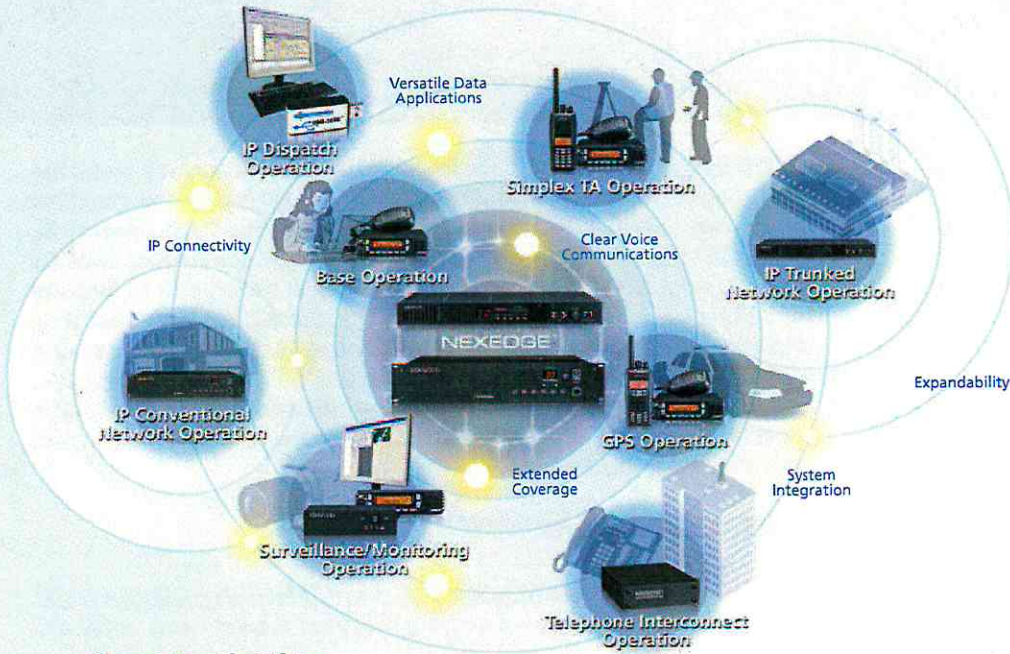 Versatile Data
Applications
IP Dispatch
Operation
Simplex TA Operation
IP Connectivity
Base Operation
Clear Voice
Communications
IP Trunked
Network Operation
NEXEDGE
KENWOOD
Expandability
IP Conventional
Network Operation
GPS Operation
Extended
Coverage
System
Integration
Surveillance/Monitoring
Operation
Telephone Interconnect
Operation